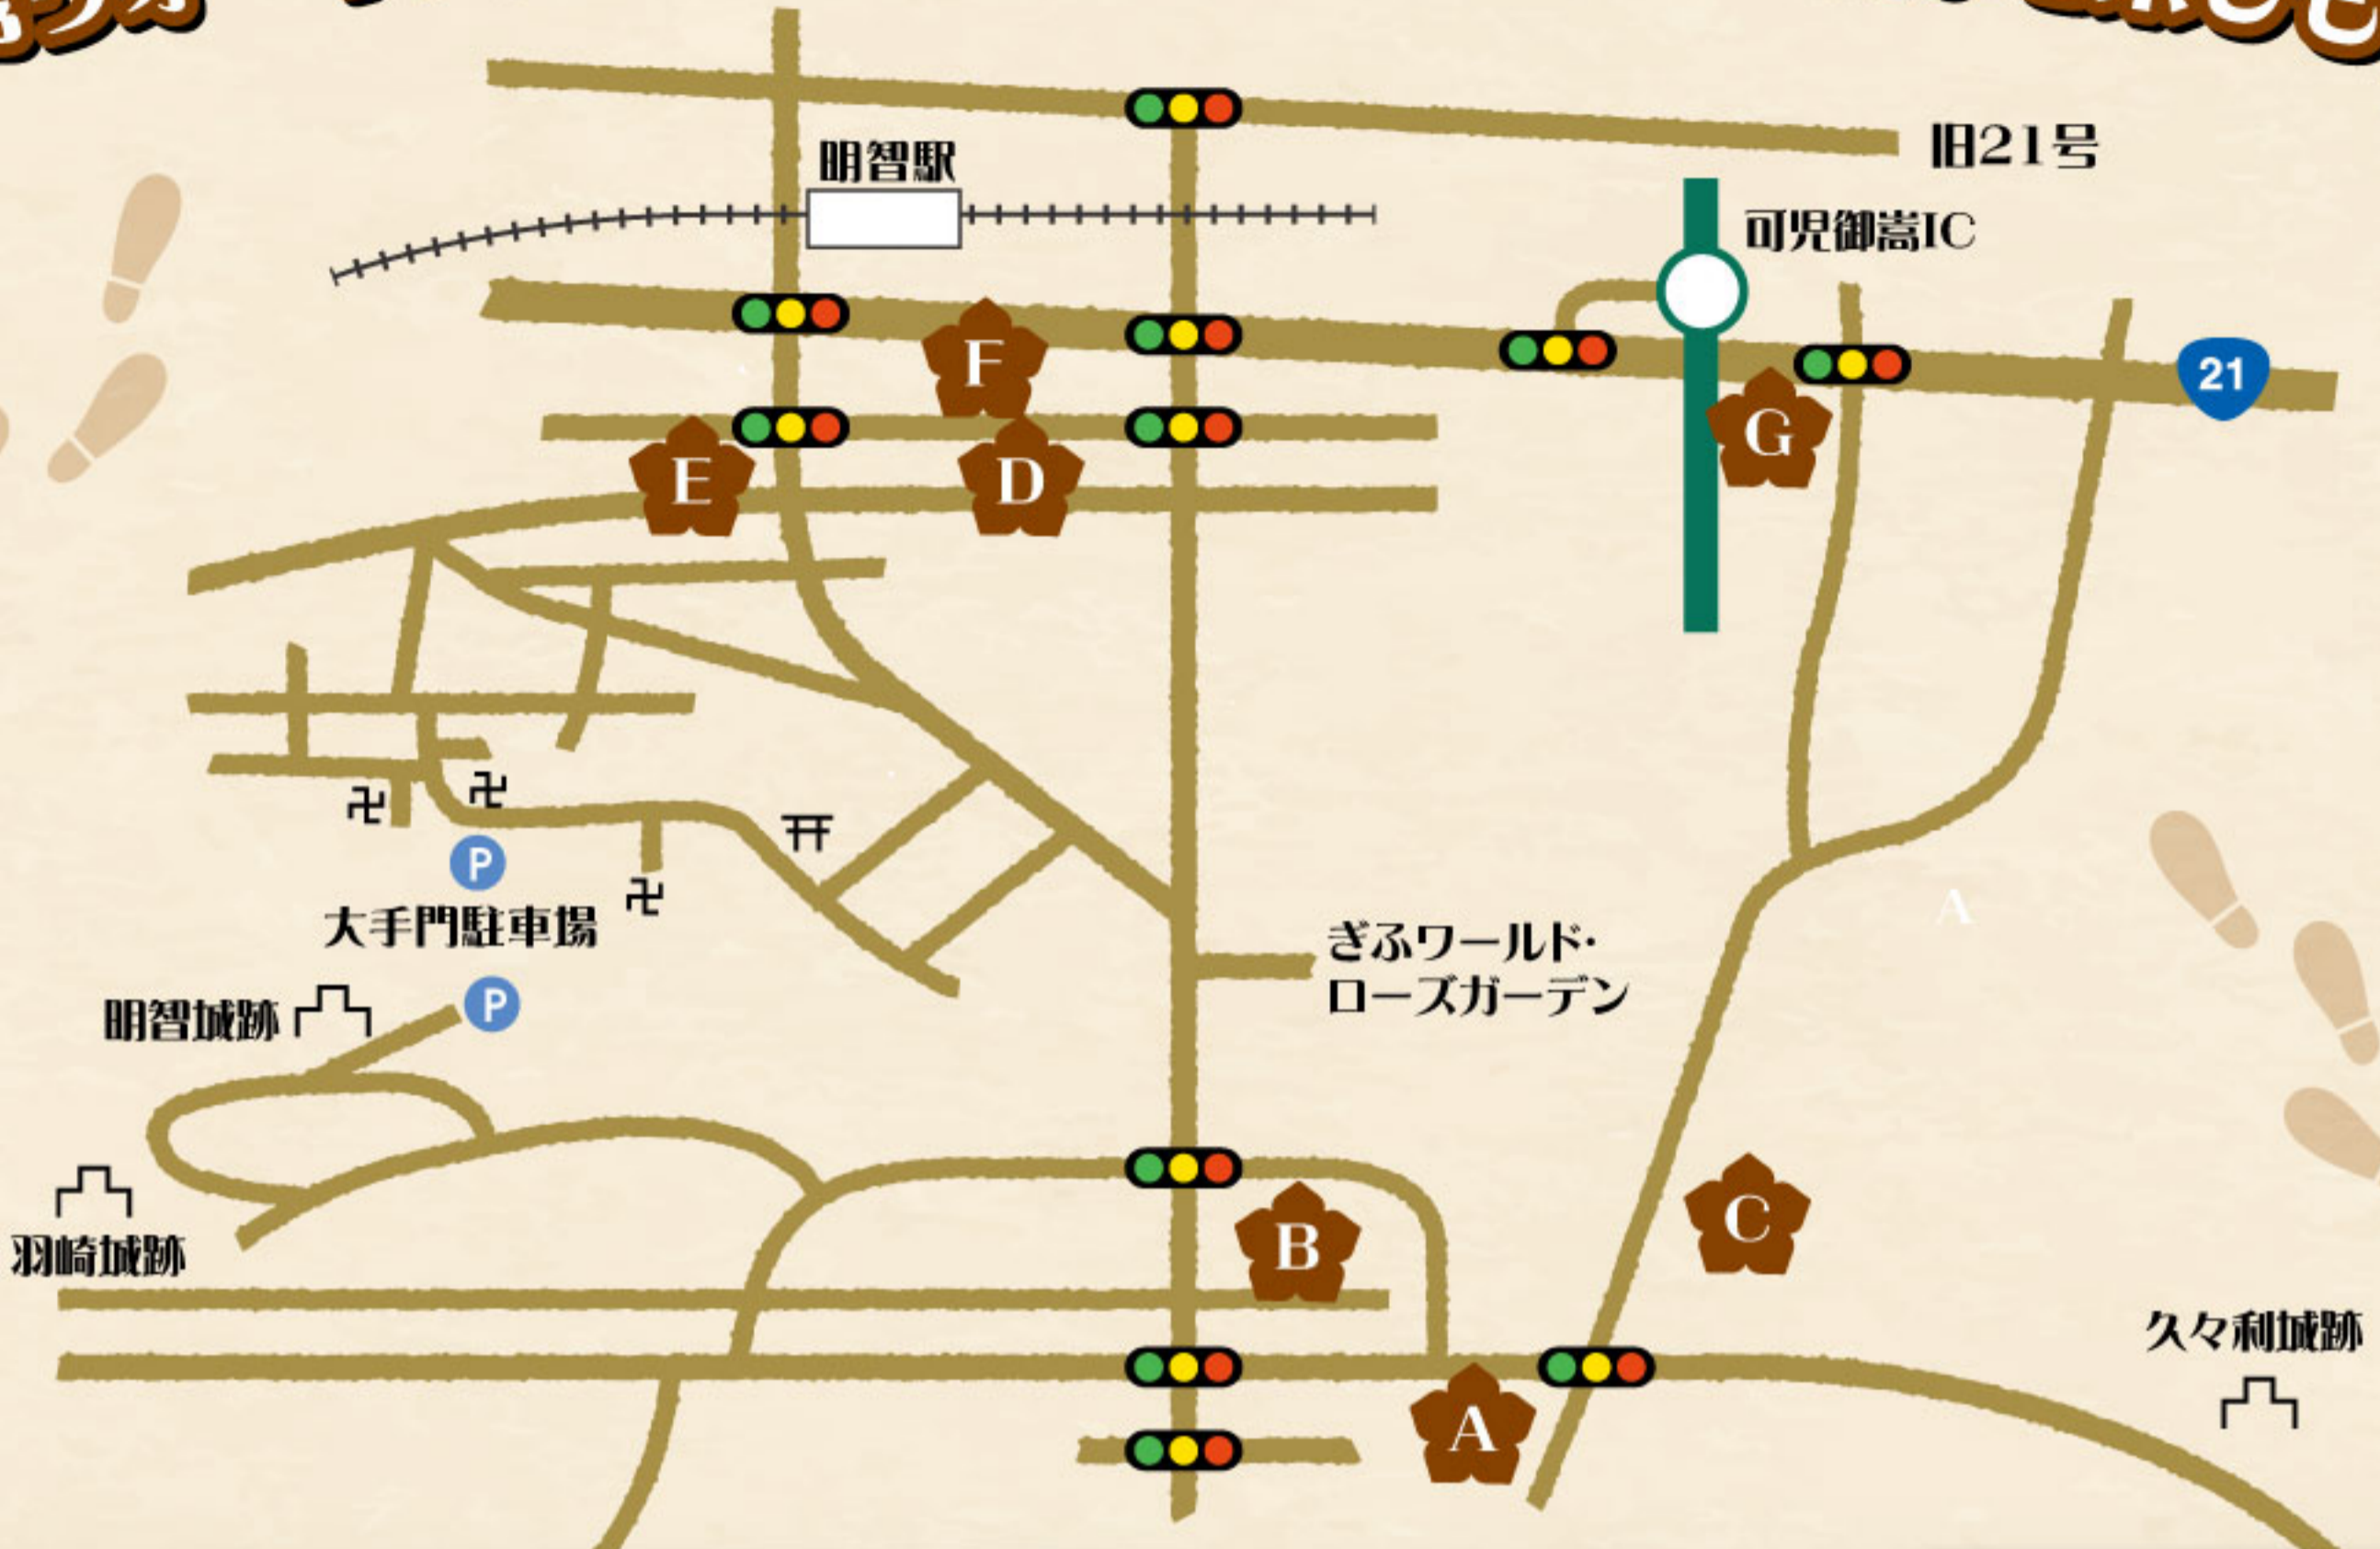 旧21号
明智駅
可児御嵩IC
F
21
G
E
D
P
大手門駐車場
A
ぎふワールド・
ローズガーデン
P
明智城跡
C
B
羽崎城跡
久々利城跡
A